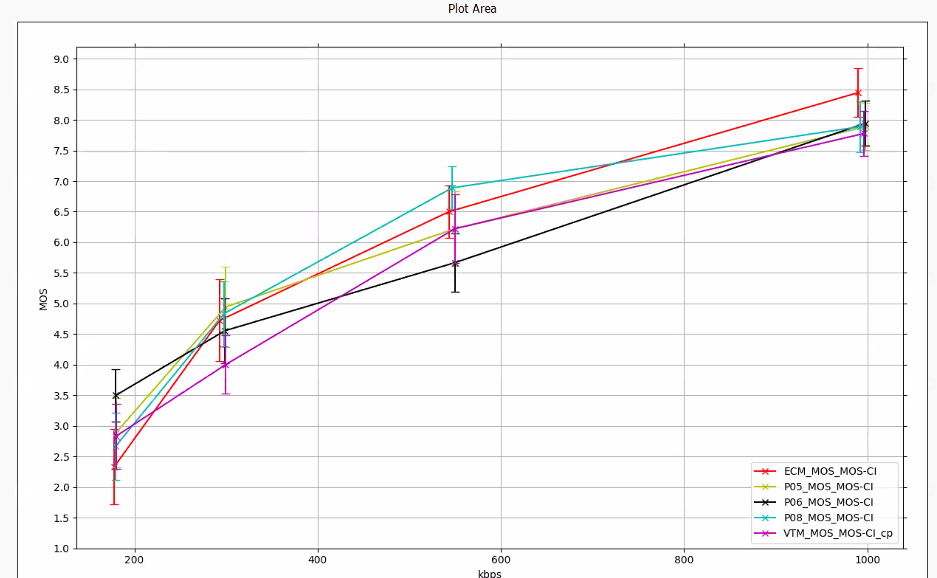 Plot Area
9.0
8.5
8.0
7.5
7.0
6.5
6.0
5.5
5.0
4.5
4.0
3.5
3.0
2.5
2.0
1.5
1.0
MOS
ECM_MOS_MOS-CI
P05_MOS_MOS-CI
P06_MOS_MOS-CI
P08_MOS_MOS-CI
VTM_MOS_MOS-CI_cp
200 400 600 800 1000
kbps